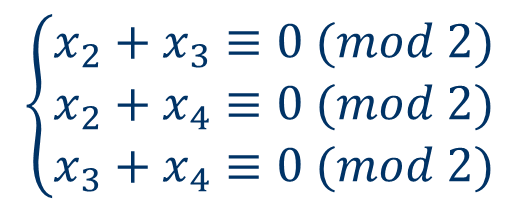 x₂ + x₃ ≡ 0 (mod 2)
x₂ + x₄ ≡ 0 (mod 2)
x₃ + x₄ ≡ 0 (mod 2)